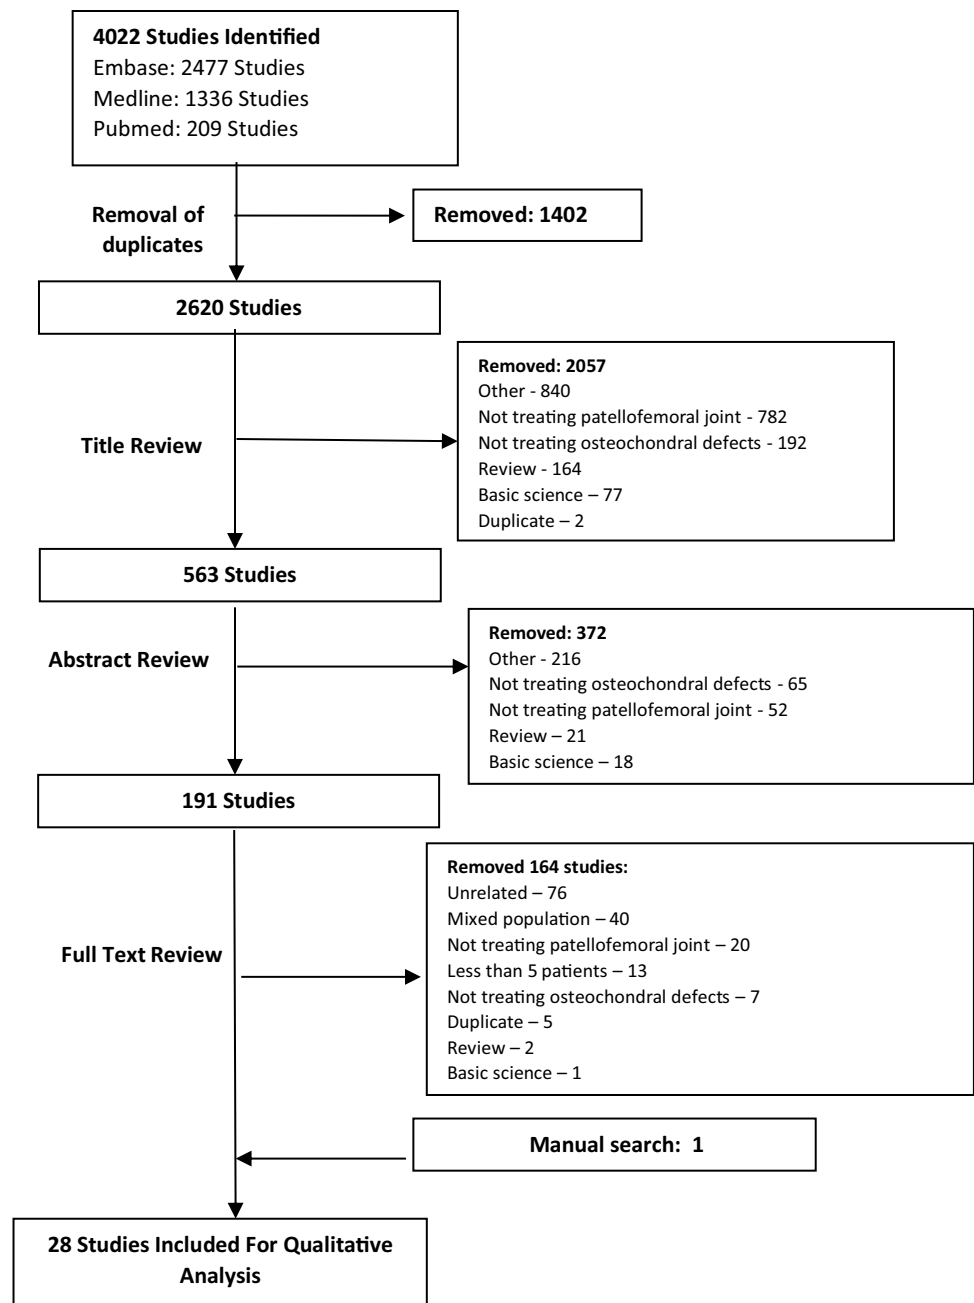 4022 Studies Identified
Embase: 2477 Studies
Medline: 1336 Studies
Pubmed: 209 Studies
Removal of
duplicates
Removed: 1402
2620 Studies
Title Review
Removed: 2057
Other - 840
Not treating patellofemoral joint - 782
Not treating osteochondral defects - 192
Review - 164
Basic science – 77
Duplicate – 2
563 Studies
Abstract Review
Removed: 372
Other - 216
Not treating osteochondral defects - 65
Not treating patellofemoral joint - 52
Review – 21
Basic science – 18
191 Studies
Full Text Review
Removed 164 studies:
Unrelated – 76
Mixed population – 40
Not treating patellofemoral joint – 20
Less than 5 patients – 13
Not treating osteochondral defects – 7
Duplicate – 5
Review – 2
Basic science – 1
Manual search: 1
28 Studies Included For Qualitative
Analysis